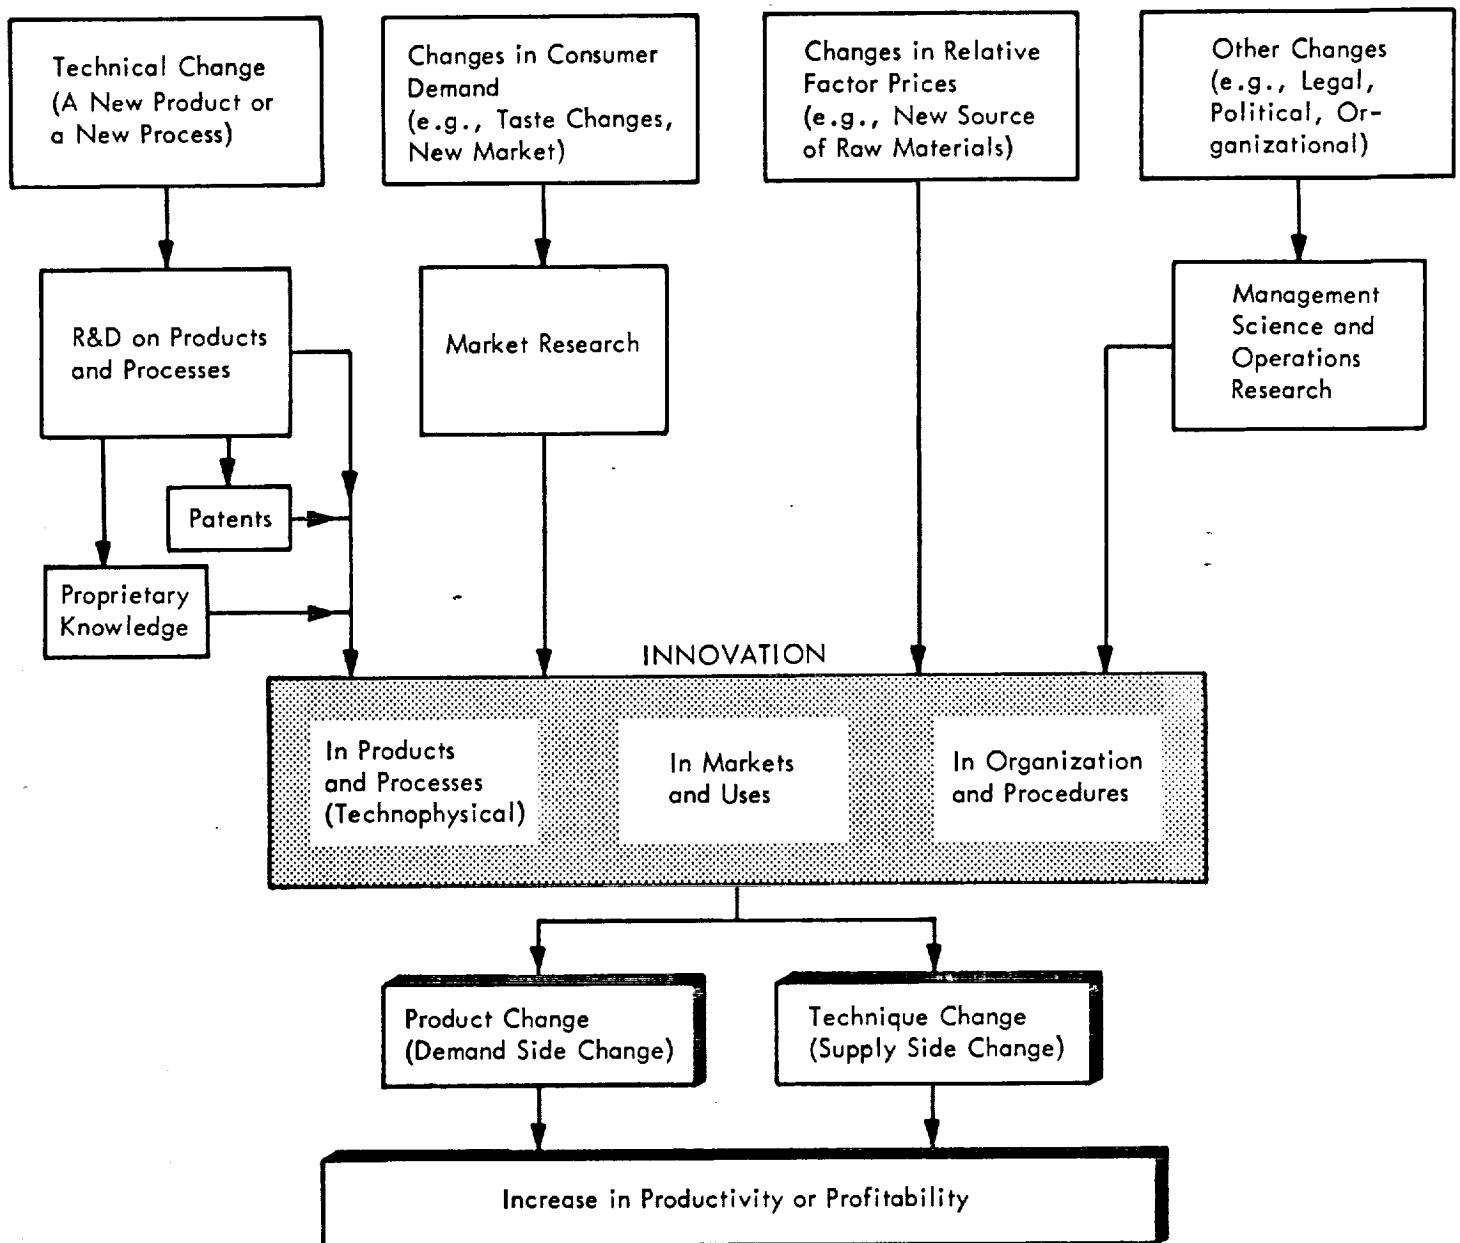 Technical Change
(A New Product or
a New Process)
Changes in Consumer
Demand
(e.g., Taste Changes,
New Market)
Changes in Relative
Factor Prices
(e.g., New Source
of Raw Materials)
Other Changes
(e.g., Legal,
Political, Or-
ganizational)
R&D on Products
and Processes
Market Research
Management
Science and
Operations
Research
Patents
Proprietary
Knowledge
INNOVATION
In Products
and Processes
(Technophysical)
In Markets
and Uses
In Organization
and Procedures
Product Change
(Demand Side Change)
Technique Change
(Supply Side Change)
Increase in Productivity or Profitability